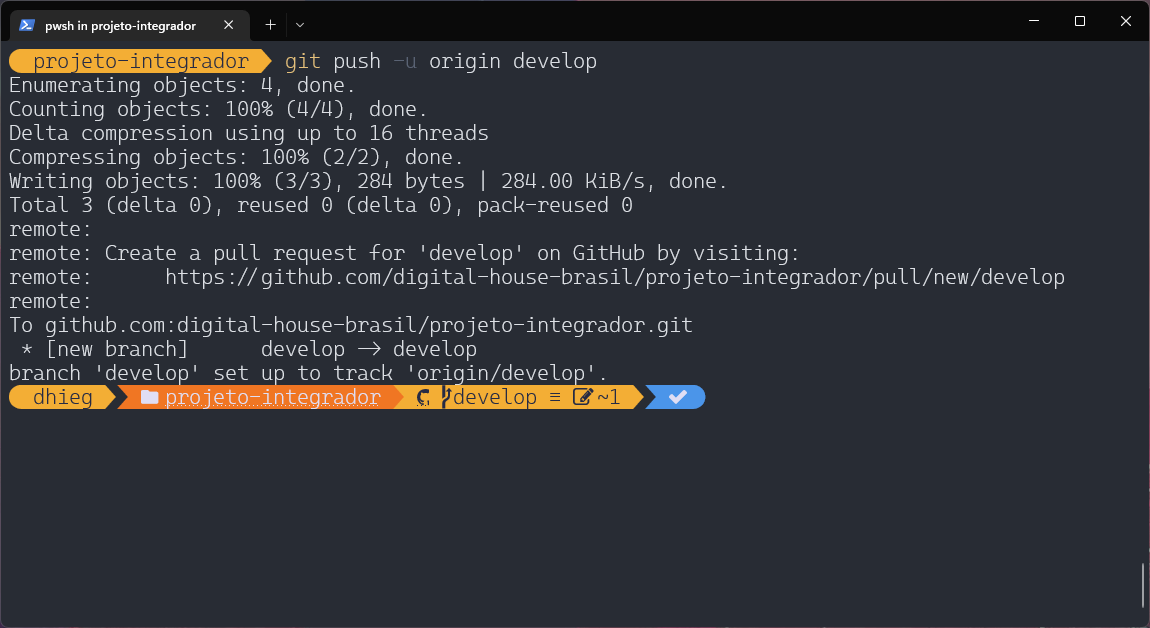 pwsh in projeto-integrador
projeto-integrador git push -u origin develop
Enumerating objects: 4, done.
Counting objects: 100% (4/4), done.
Delta compression using up to 16 threads
Compressing objects: 100% (2/2), done.
Writing objects: 100% (3/3), 284 bytes | 284.00 KiB/s, done.
Total 3 (delta 0), reused 0 (delta 0), pack-reused 0
remote:
remote: Create a pull request for 'develop' on GitHub by visiting:
remote:      https://github.com/digital-house-brasil/projeto-integrador/pull/new/develop
remote:
To github.com:digital-house-brasil/projeto-integrador.git
 * [new branch]      develop -> develop
branch 'develop' set up to track 'origin/develop'.
dhieg projeto-integrador develop ≡ ~1